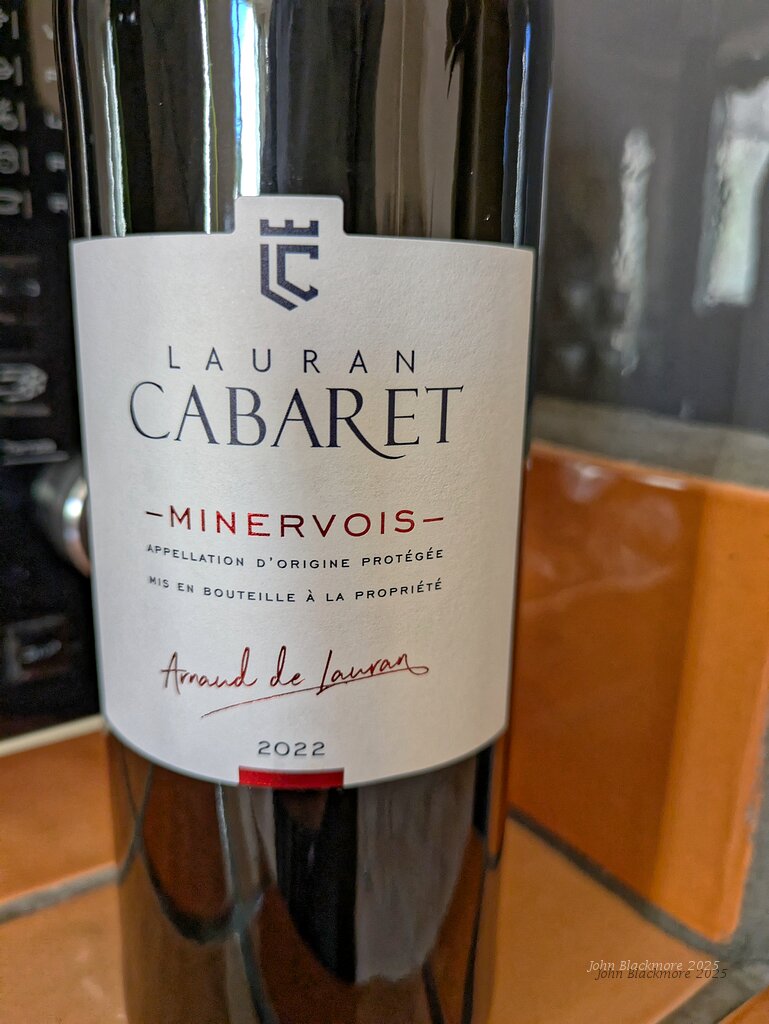 LAURAN
CABARET
–MINERVOIS–
APPELLATION D'ORIGINE PROTÉGÉE
MIS EN BOUTEILLE À LA PROPRIÉTÉ
Arnaud de Lauran
2022
John Blackmore 2025
John Blackmore 2025